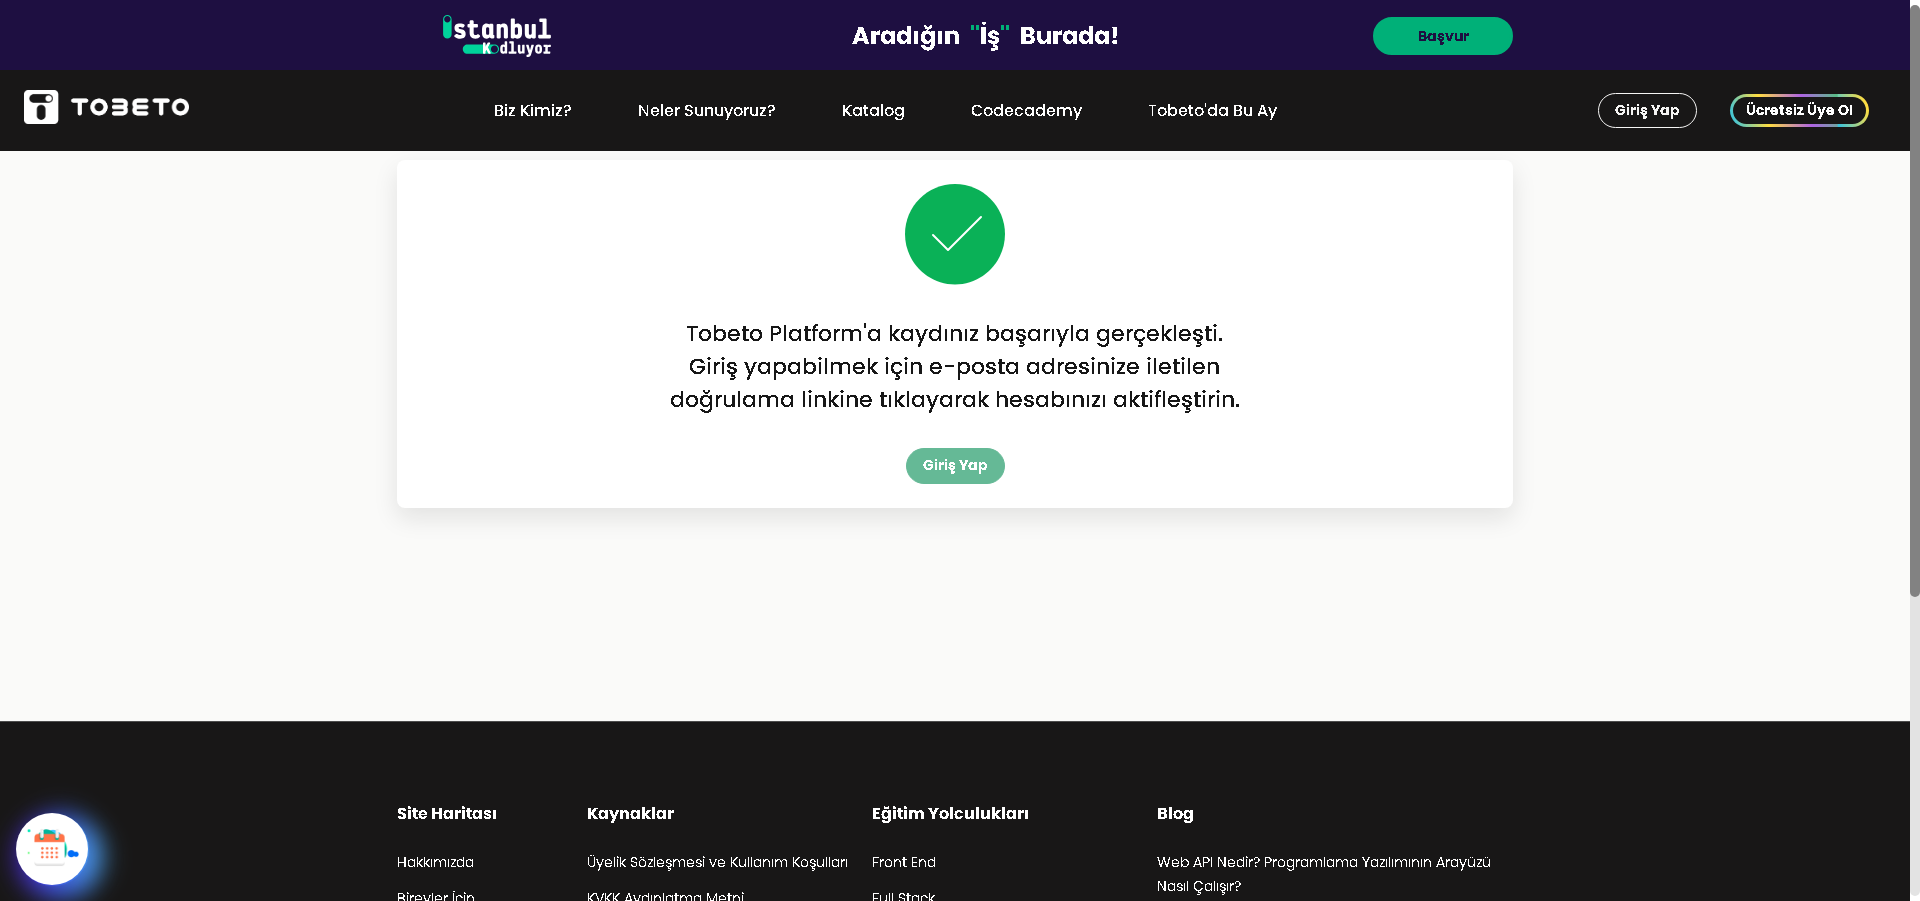 istanbul
Kodluyor
Aradığın "İş" Burada!
Başvur
TOBETO
Biz Kimiz?
Neler Sunuyoruz?
Katalog
Codecademy
Tobeto'da Bu Ay
Giriş Yap
Ücretsiz Üye Ol
Tobeto Platform'a kaydınız başarıyla gerçekleşti.
Giriş yapabilmek için e-posta adresinize iletilen
doğrulama linkine tıklayarak hesabınızı aktifleştirin.
Giriş Yap
Site Haritası
Hakkımızda
Bireyler İçin
Kaynaklar
Üyelik Sözleşmesi ve Kullanım Koşulları
KVKK Aydınlatma Metni
Eğitim Yolculukları
Front End
Full Stack
Blog
Web API Nedir? Programlama Yazılımının Arayüzü
Nasıl Çalışır?